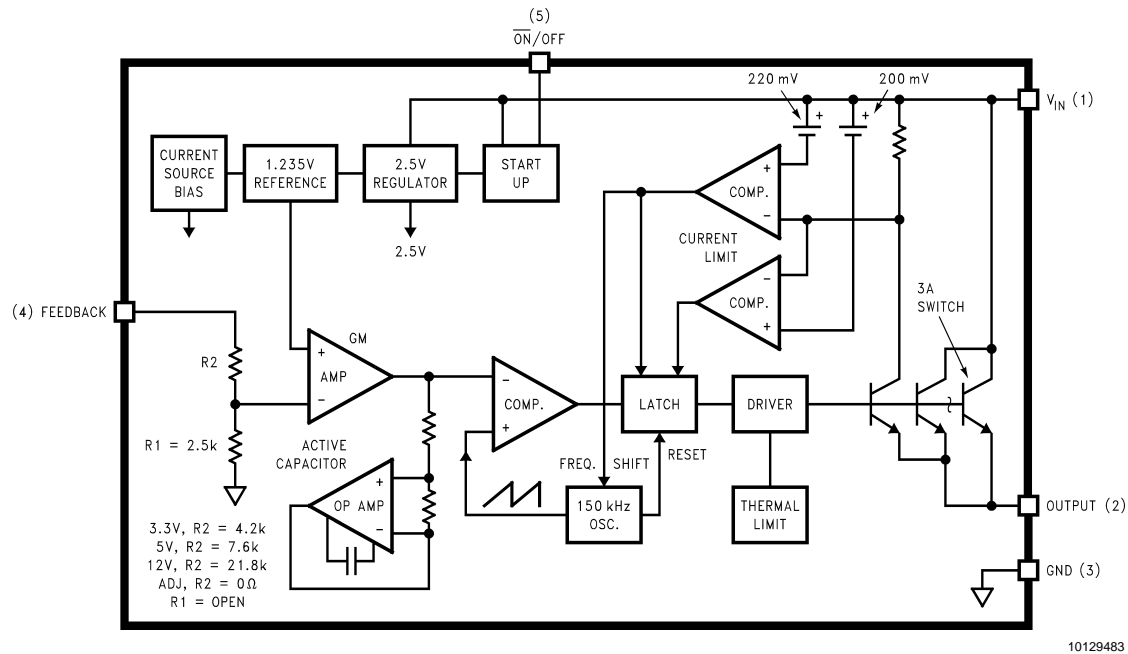 (5)
ON/OFF
220 mV
200 mV
VIN (1)
+
+
CURRENT
SOURCE
BIAS
1.235V
REFERENCE
2.5V
REGULATOR
START
UP
+
COMP.
−
2.5V
CURRENT
LIMIT
−
COMP.
+
3A
SWITCH
(4) FEEDBACK
R2
GM
+
AMP
−
−
COMP.
+
LATCH
DRIVER
R1 = 2.5k
ACTIVE
CAPACITOR
FREQ. SHIFT
RESET
+
OP AMP
−
150 kHz
OSC.
THERMAL
LIMIT
OUTPUT (2)
3.3V, R2 = 4.2k
5V, R2 = 7.6k
12V, R2 = 21.8k
ADJ, R2 = 0Ω
R1 = OPEN
GND (3)
10129483